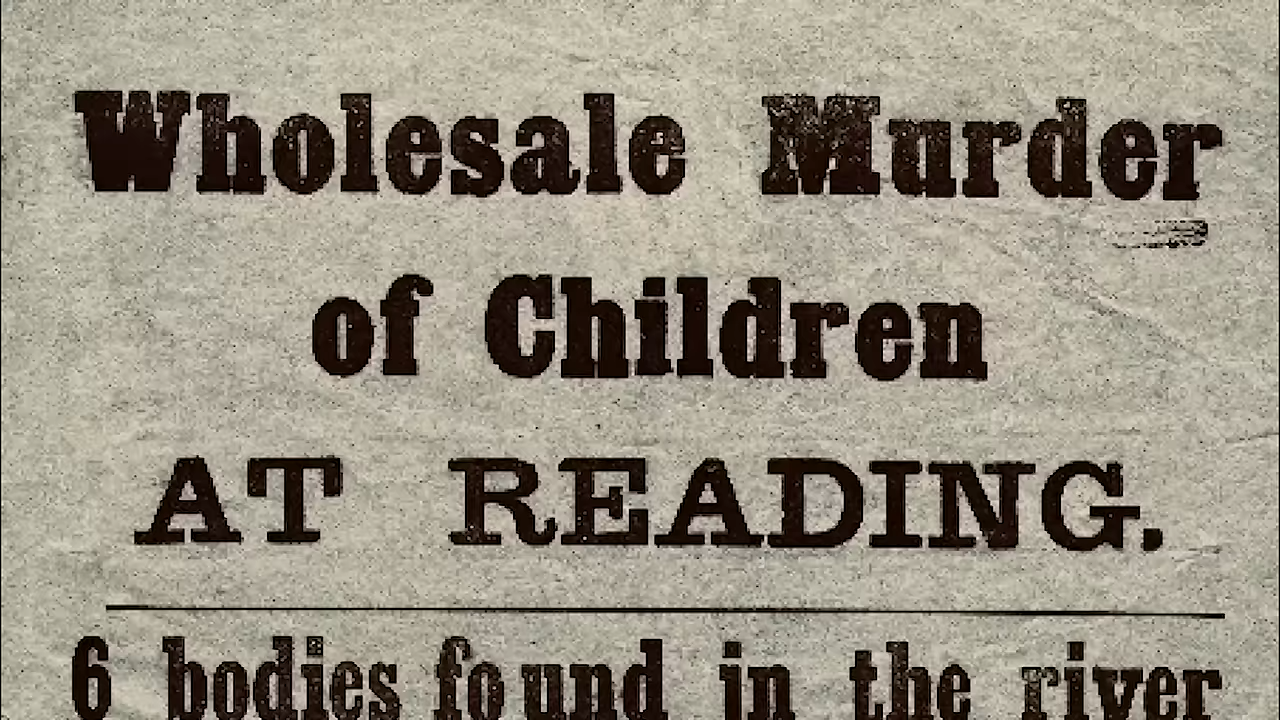 Wholesale Murder
of Children
AT READING.
6 bodies found in the river